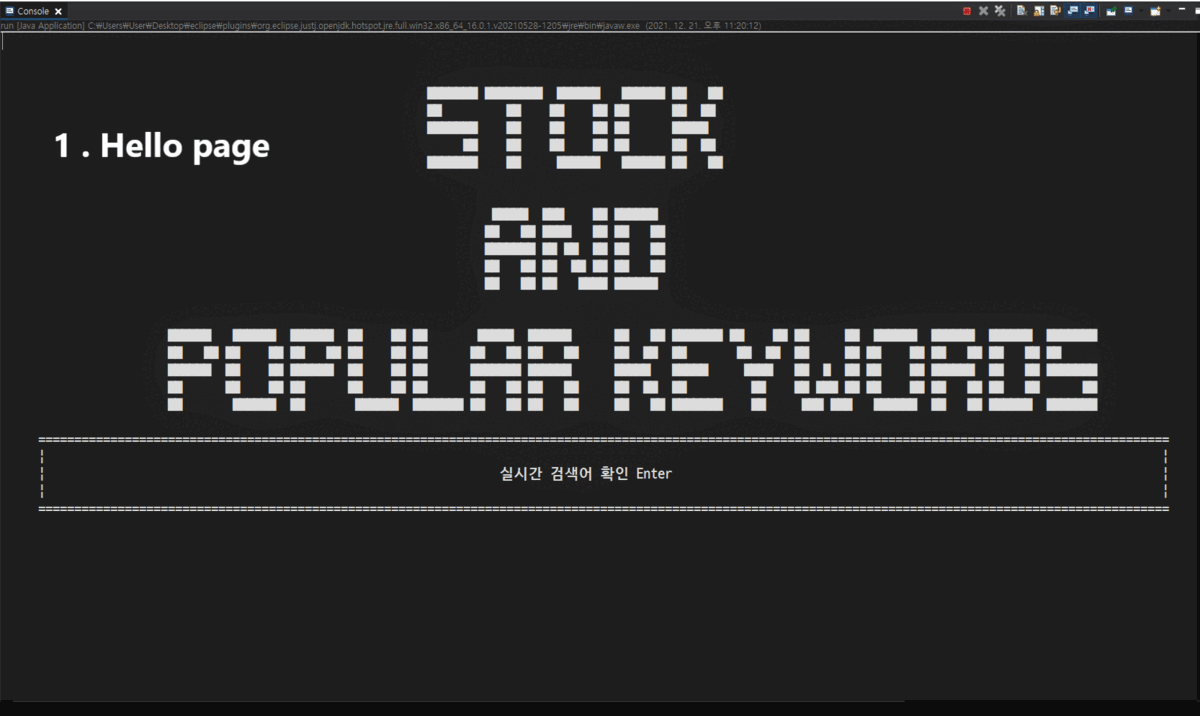 Console
run [Java Application] C:₩Users₩User₩Desktop₩eclipse₩plugins₩org.eclipse.justj.openjdk.hotspot.jre.full.win32.x86_64_16.0.1.v20210528-1205₩jre₩bin₩javaw.exe (2021. 12. 21. 오후 11:20:12)
STOCK
1 . Hello page
AND
POPULAR KEYWORDS
실시간 검색어 확인 Enter